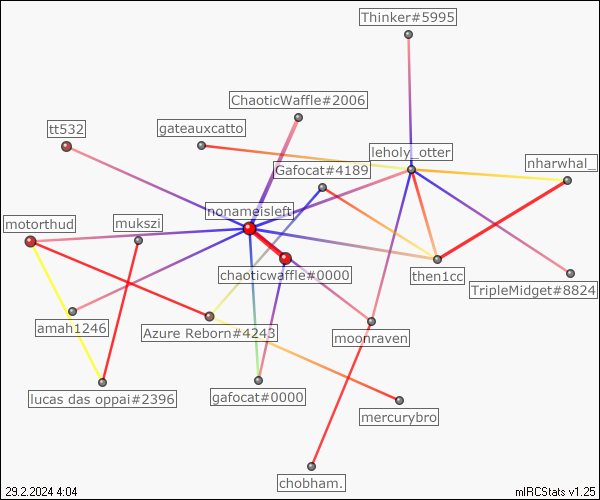 Thinker#5995
ChaoticWaffle#2006
tt532
gateauxcatto
leholy_otter
Gafocat#4189
nharwhal_
nonameisleft
motorthud
mukszi
chaoticwaffle#0000
then1cc
TripleMidget#8824
amah1246
Azure Reborn#4243
moonraven
lucas das oppai#2396
gafocat#0000
mercurybro
chobham.
29.2.2024 4:04
mIRCStats v1.25